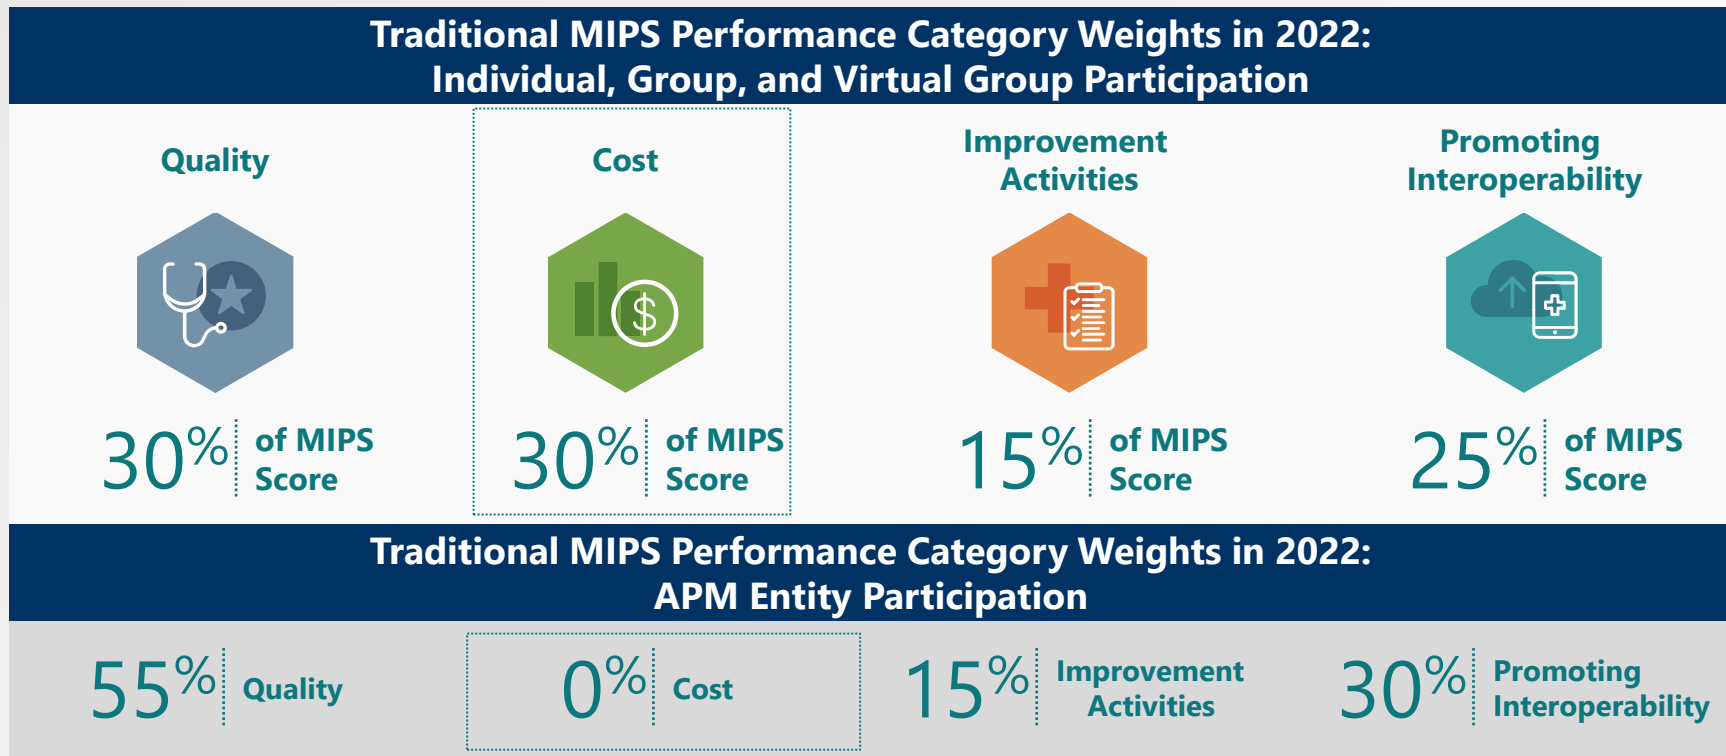 Traditional MIPS Performance Category Weights in 2022:
Individual, Group, and Virtual Group Participation
Quality
30% of MIPS
Score
Cost
$
30% of MIPS
Score
Improvement
Activities
15% of MIPS
Score
Promoting
Interoperability
25% of MIPS
Score
Traditional MIPS Performance Category Weights in 2022:
APM Entity Participation
55% Quality
0% Cost
15% Improvement
Activities
30% Promoting
Interoperability